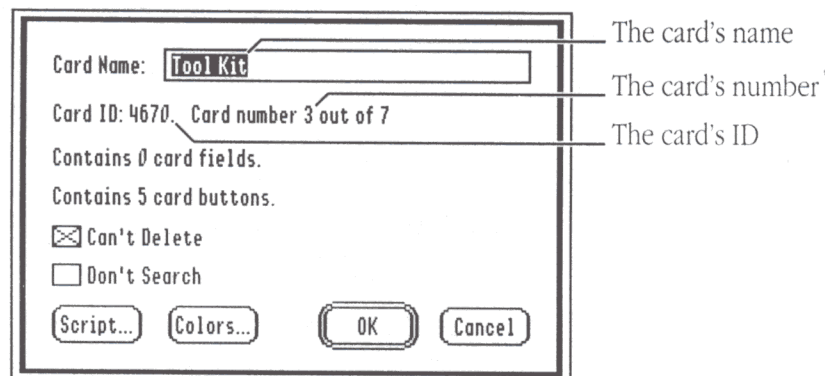 Card Name: Tool Kit
The card's name
Card ID: 4670. Card number 3 out of 7
The card's number
The card's ID
Contains 0 card fields.
Contains 5 card buttons.
Can't Delete
Don't Search
Script...
Colors...
OK
Cancel